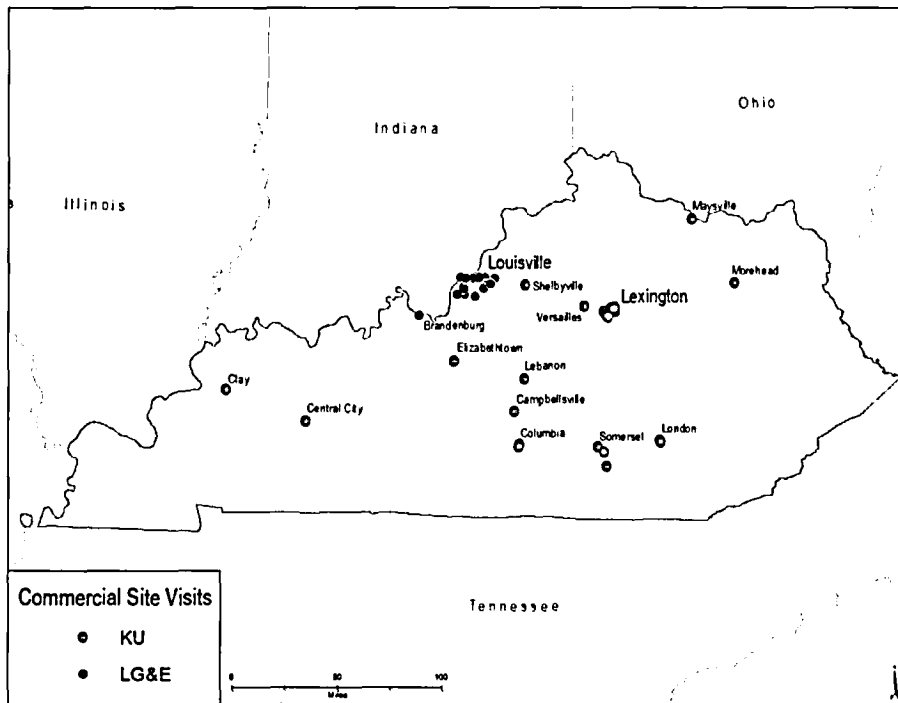 Ohio
Indiana
Illinois
Maysville
Louisville
Morehead
Shelbyville
Lexington
Versailles
Brandenburg
Elizabethtown
Lebanon
Clay
Campbellsville
Central City
Columbia
Somerset
London
Commercial Site Visits
KU
LG&E
Tennessee
0 50 100
Miles